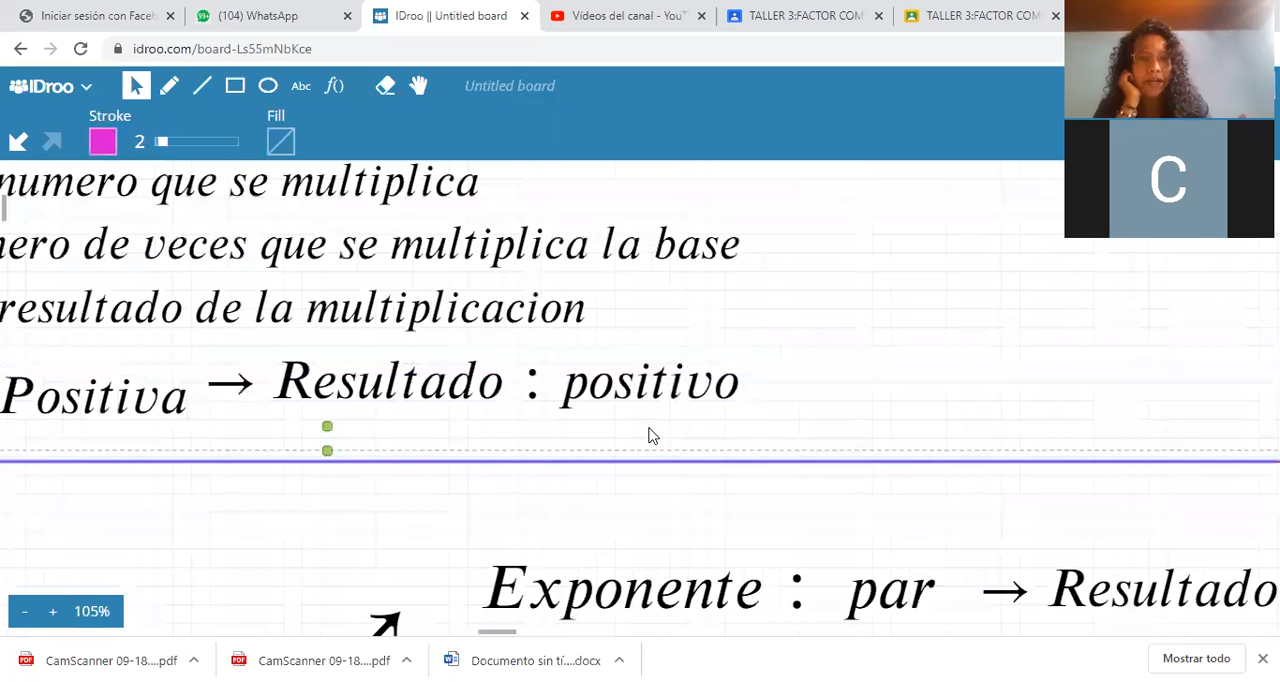 Iniciar sesión con Faceb
(104) WhatsApp
IDroo || Untitled board
Vídeos del canal - YouT
TALLER 3:FACTOR COM
TALLER 3:FACTOR COM
idroo.com/board-Ls55mNbKce
IDroo
Abc
f()
Untitled board
Stroke
Fill
2
numero que se multiplica
nero de veces que se multiplica la base
resultado de la multiplicacion
Positiva → Resultado : positivo
Exponente : par → Resultado
C
- + 105%
CamScanner 09-18....pdf
CamScanner 09-18....pdf
Documento sin tí....docx
Mostrar todo